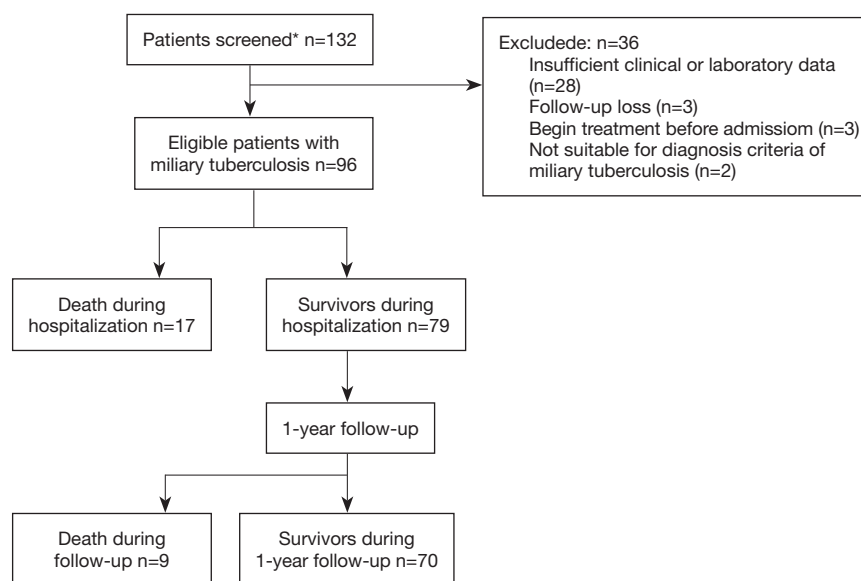 Patients screened* n=132
Excludede: n=36
Insufficient clinical or laboratory data
(n=28)
Follow-up loss (n=3)
Begin treatment before admissiom (n=3)
Not suitable for diagnosis criteria of
miliary tuberculosis (n=2)
Eligible patients with
miliary tuberculosis n=96
Death during
hospitalization n=17
Survivors during
hospitalization n=79
1-year follow-up
Death during
follow-up n=9
Survivors during
1-year follow-up n=70